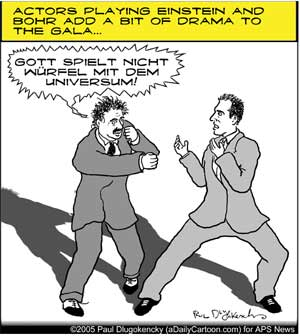 ACTORS PLAYING EINSTEIN AND
BOHR ADD A BIT OF DRAMA TO
THE GALA...
GOTT SPIELT NICHT
WÜRFEL MIT DEM
UNIVERSUM!
©2005 Paul Dlugokencky (aDailyCartoon.com) for APS News